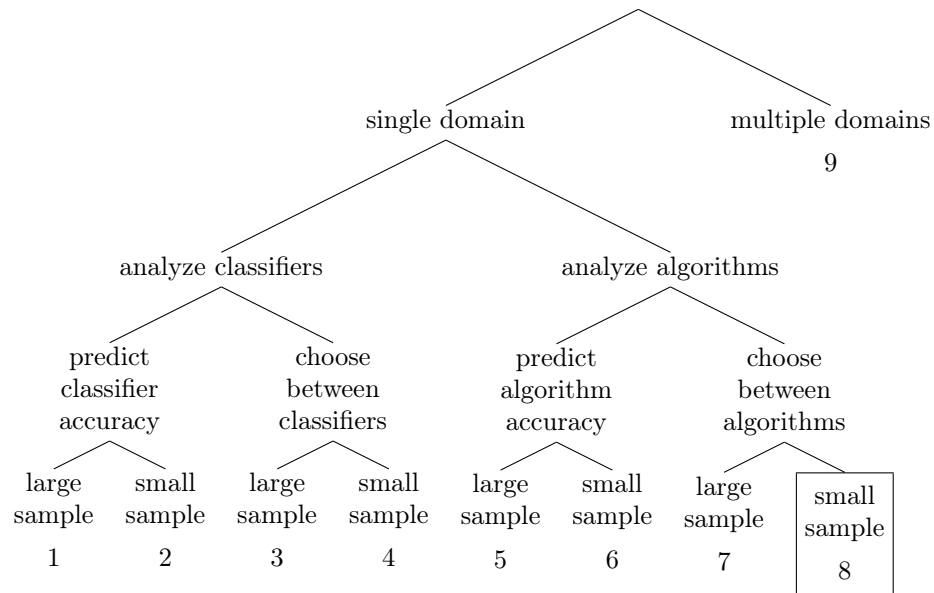 single domain
multiple domains
9
analyze classifiers
analyze algorithms
predict
classifier
accuracy
choose
between
classifiers
predict
algorithm
accuracy
choose
between
algorithms
large
sample
1
small
sample
2
large
sample
3
small
sample
4
large
sample
5
small
sample
6
large
sample
7
small
sample
8